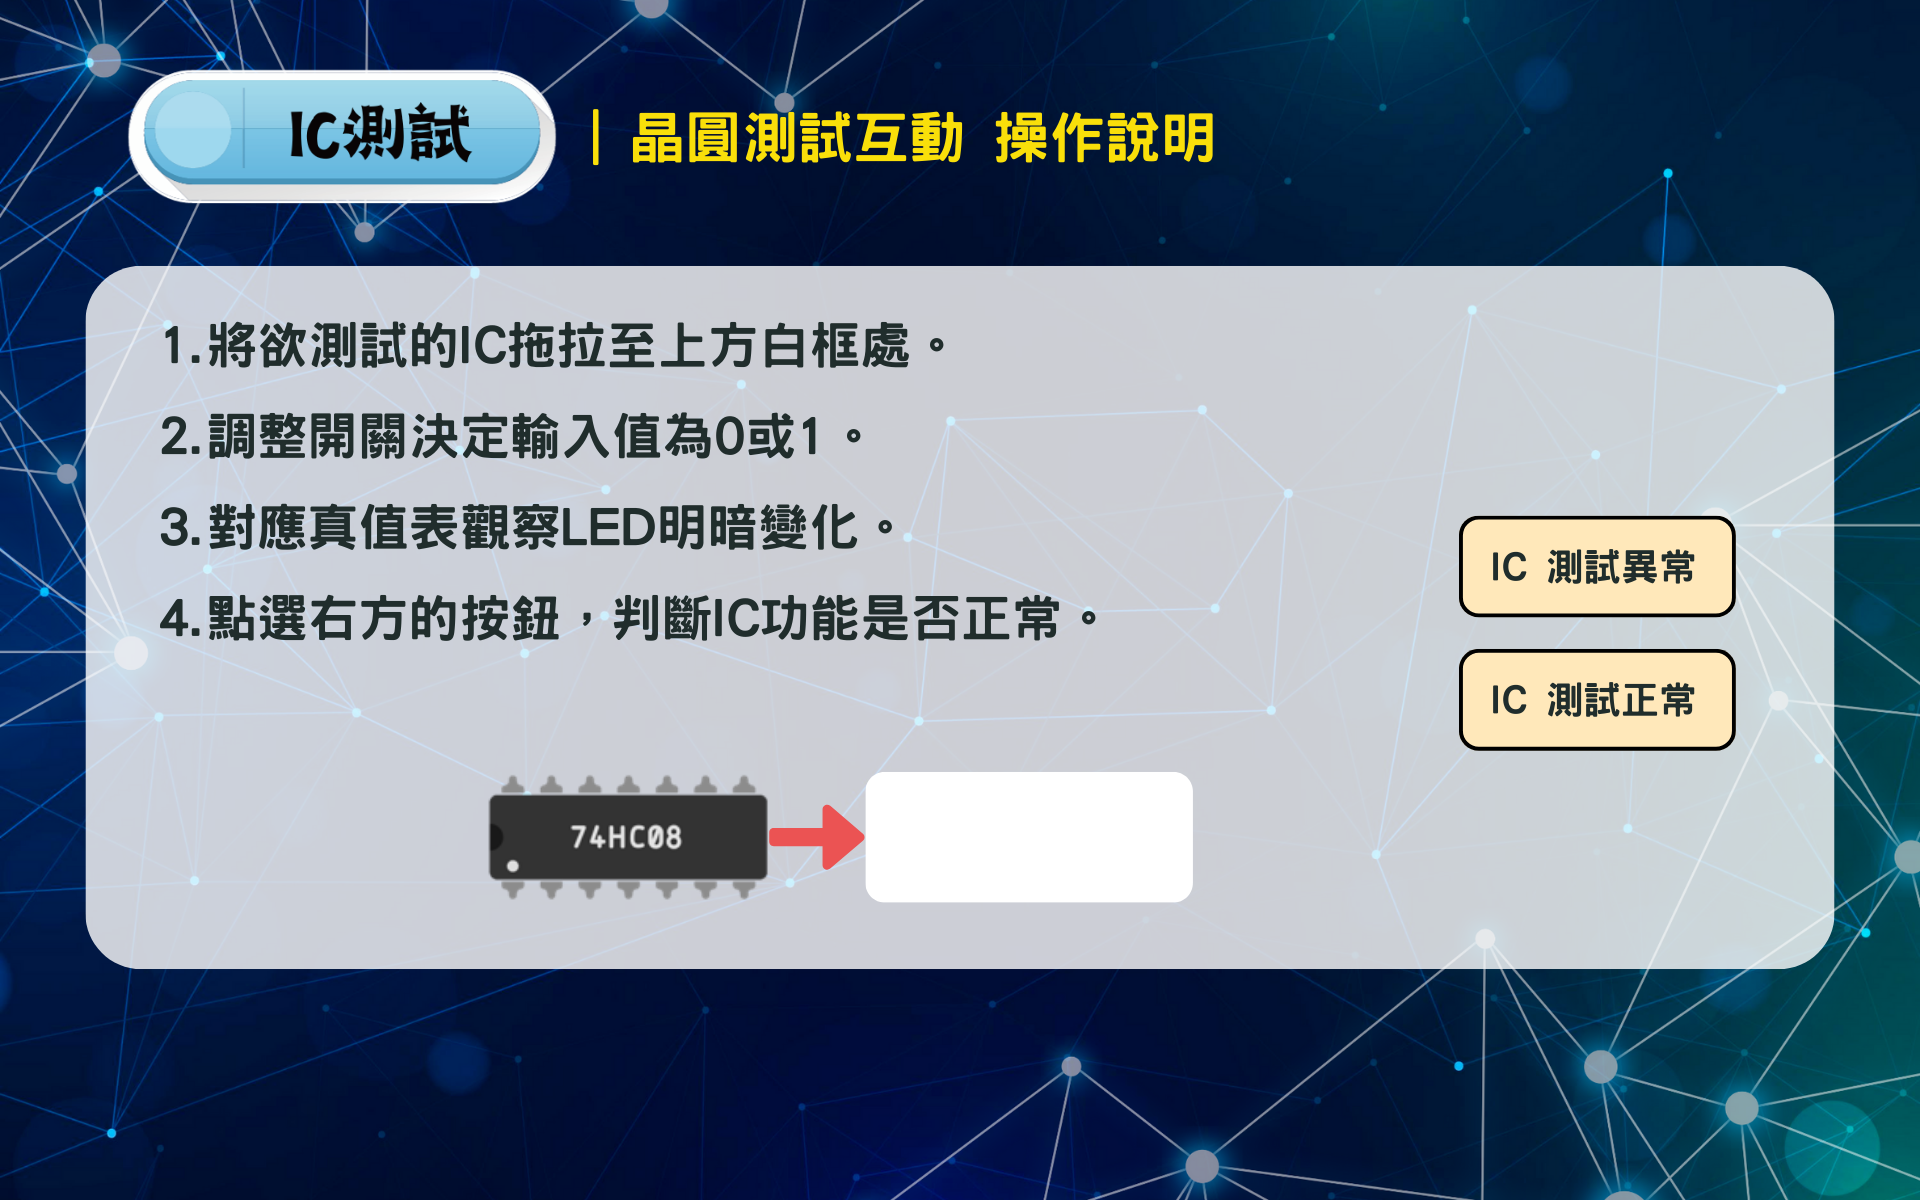 IC測試
晶圓測試互動 操作說明
1.將欲測試的IC拖拉至上方白框處。
2.調整開關決定輸入值為0或1。
3.對應真值表觀察LED明暗變化。
4.點選右方的按鈕，判斷IC功能是否正常。
IC 測試異常
IC 測試正常
74HC08